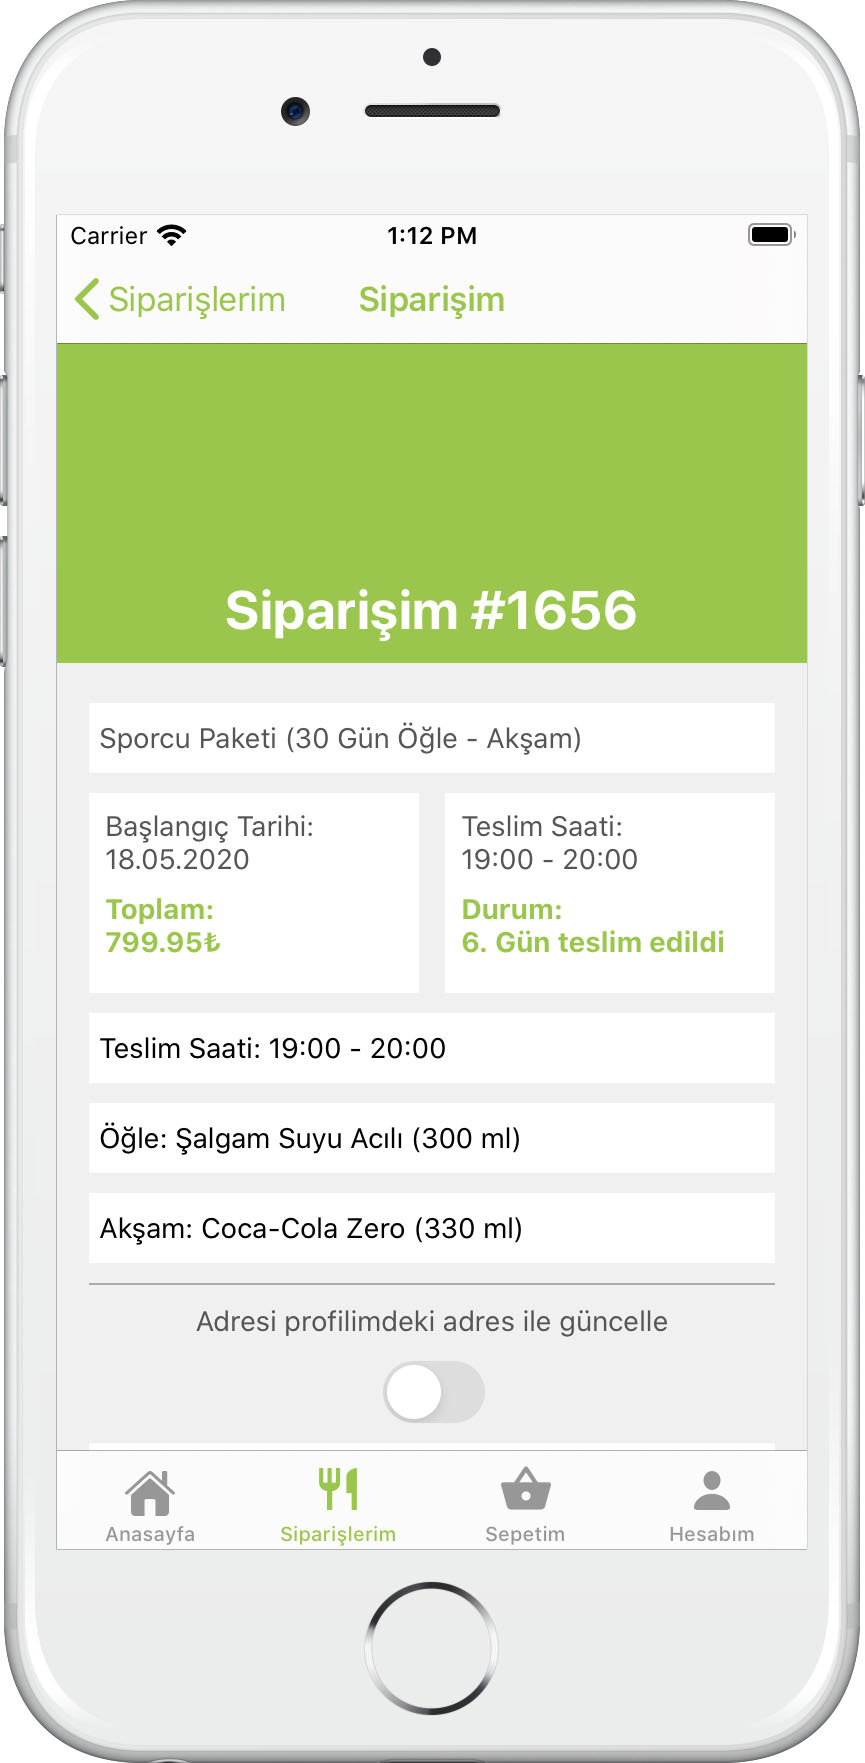 Carrier 1:12 PM
Siparişlerim Siparişim
Siparişim #1656
Sporcu Paketi (30 Gün Öğle - Akşam)
Başlangıç Tarihi:
18.05.2020
Toplam:
799.95₺
Teslim Saati:
19:00 - 20:00
Durum:
6. Gün teslim edildi
Teslim Saati: 19:00 - 20:00
Öğle: Şalgam Suyu Acılı (300 ml)
Akşam: Coca-Cola Zero (330 ml)
Adresi profilimdeki adres ile güncelle
Anasayfa Siparişlerim Sepetim Hesabım